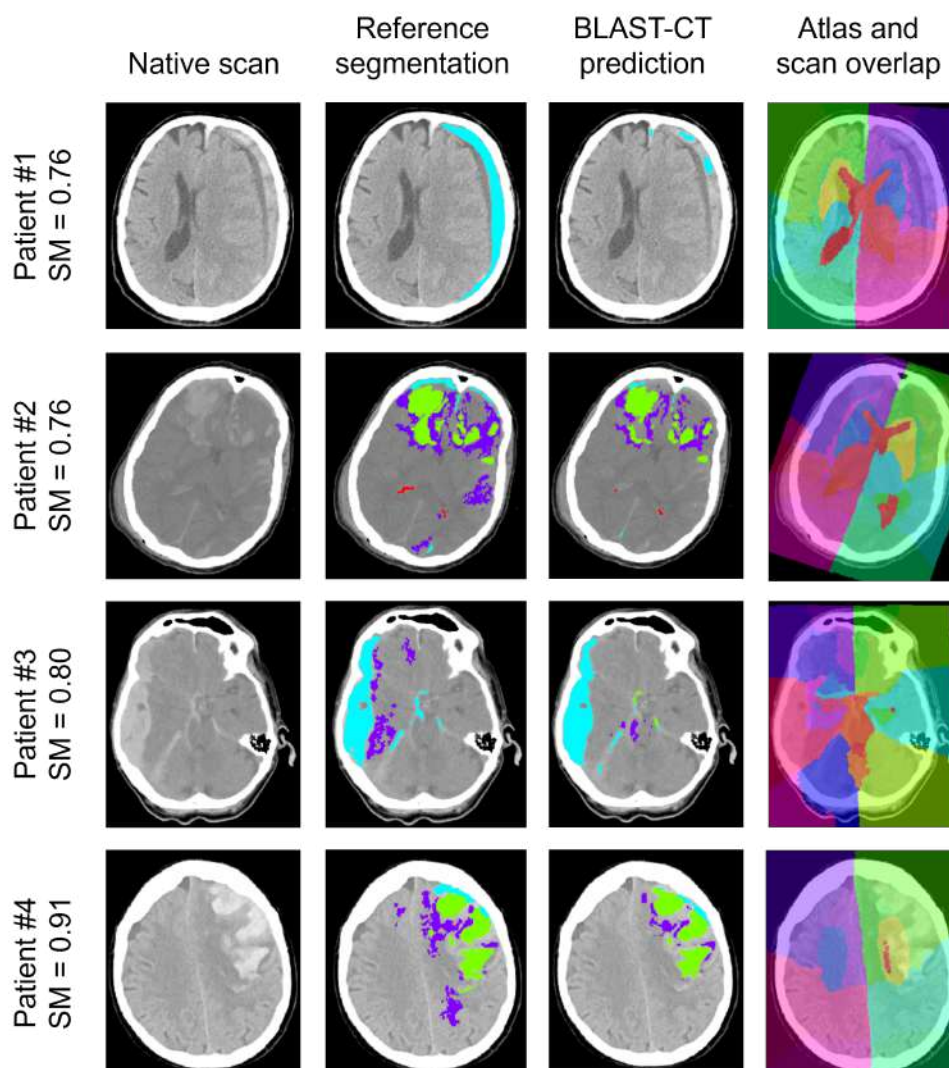 Native scan
Reference
segmentation
BLAST-CT
prediction
Atlas and
scan overlap
Patient #1
SM = 0.76
Patient #2
SM = 0.76
Patient #3
SM = 0.80
Patient #4
SM = 0.91